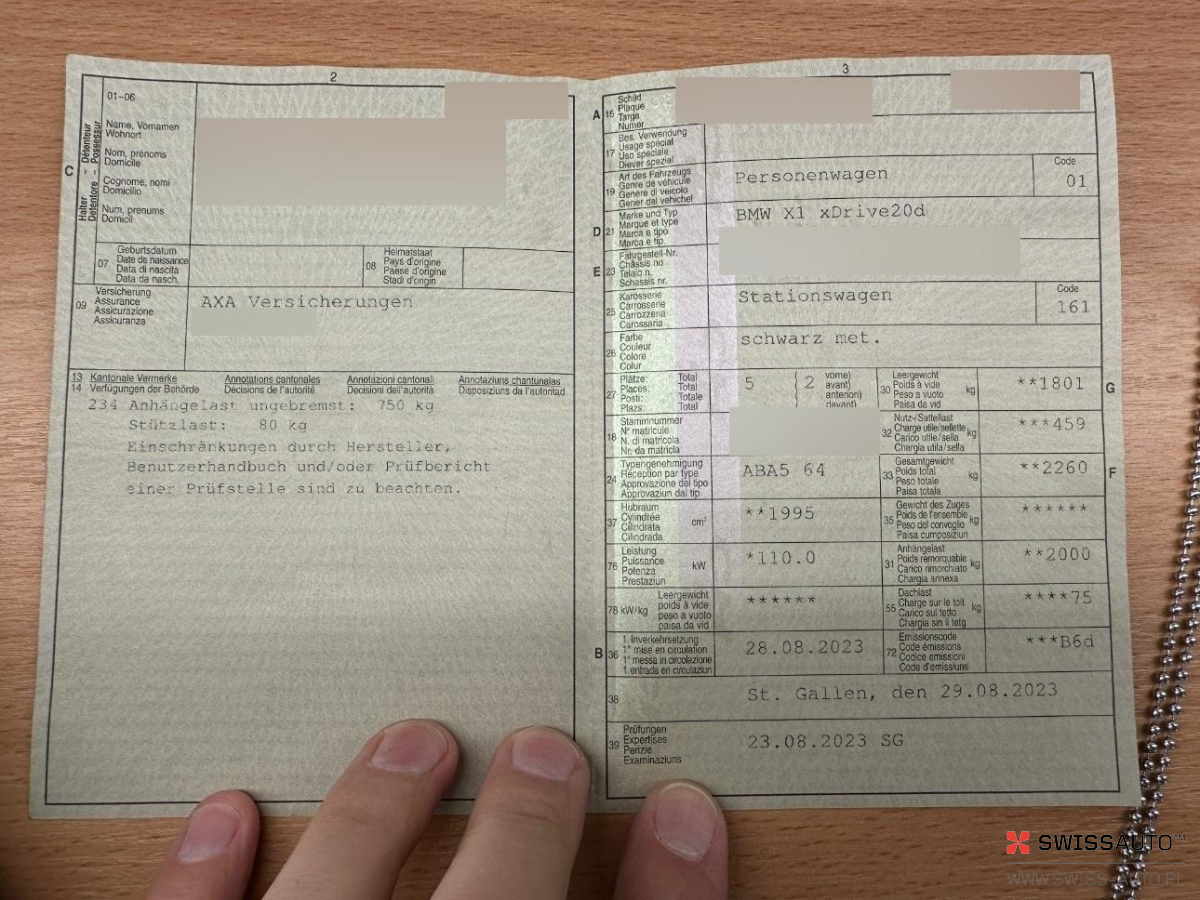 2
01–06
Halter - Détenteur
Detentore - Possessur
C
Name, Vornamen
Wohnort
Nom, prénoms
Domicile
Cognome, nomi
Domicilio
Num, prenums
Domicil
07
Geburtsdatum
Date de naissance
Data di nascita
Data da nasch.
08
Heimatstaat
Pays d'origine
Paese d'origine
Stadi d'origin
09
Versicherung
Assurance
Assicurazione
Assicuranza
AXA Versicherungen
13 Kantonale Vermerke Annotations cantonales Annotazioni cantonali Annotaziuns chantunalas
14 Verfügungen der Behörde Décisions de l'autorité Decisioni dell'autorità Disposiziuns da l'autoritad
234 Anhängelast ungebremst: 750 kg
Stützlast: 80 kg
Einschränkungen durch Hersteller,
Benutzerhandbuch und/oder Prüfbericht
einer Prüfstelle sind zu beachten.
3
A 15
Schild
Plaque
Targa
Numer
17
Bes. Verwendung
Usage spécial
Uso speciale
Diever spezial
19
Art des Fahrzeugs
Genre de véhicule
Genere di veicolo
Gener dal vehichel
Personenwagen
Code
01
D 21
Marke und Typ
Marque et type
Marca e tipo
Marca e tip
BMW X1 xDrive20d
E 23
Fahrgestell-Nr.
Châssis no
Telaio n.
Schassis nr.
25
Karosserie
Carrosserie
Carrozzeria
Carossaria
Stationswagen
Code
161
26
Farbe
Couleur
Colore
Colur
schwarz met.
27
Plätze: Total
Places: Total
Posti: Totale
Plazs: Total
5 ( 2
vorne)
avant)
anteriori)
davant)
30
Leergewicht
Poids à vide
Peso a vuoto
Paisa da vid
kg
**1801
G
18
Stammnummer
N° matricule
N. di matricola
Nr. da matricla
32
Nutz-/Sattellast
Charge utile/sellette
Carico utile/sella
Chargia utila/sella
kg
***459
24
Typengenehmigung
Réception par type
Approvazione del tipo
Approvaziun dal tip
ABA5 64
33
Gesamtgewicht
Poids total
Peso totale
Paisa totala
kg
**2260
F
37
Hubraum
Cylindrée
Cilindrata
Cilindrada
cm³
**1995
35
Gewicht des Zuges
Poids de l'ensemble
Peso del convoglio
Paisa cumposiziun
kg
******
76
Leistung
Puissance
Potenza
Prestaziun
kW
*110.0
31
Anhängelast
Poids remorquable
Carico rimorchiato
Chargia annexa
kg
**2000
78 kW/kg
Leergewicht
poids à vide
peso a vuoto
paisa da vid
******
55
Dachlast
Charge sur le toit
Carico sul tetto
Chargia sin il tetg
kg
****75
B 36
1. Inverkehrsetzung
1re mise en circulation
1a messa in circolazione
1. entrada en circulaziun
28.08.2023
72
Emissionscode
Code émissions
Codice emissioni
Code d'emissiuns
***B6d
38
St. Gallen, den 29.08.2023
39
Prüfungen
Expertises
Perizie
Examinaziuns
23.08.2023 SG
SWISSAUTO™
WWW.SWISS-AUTO.PL